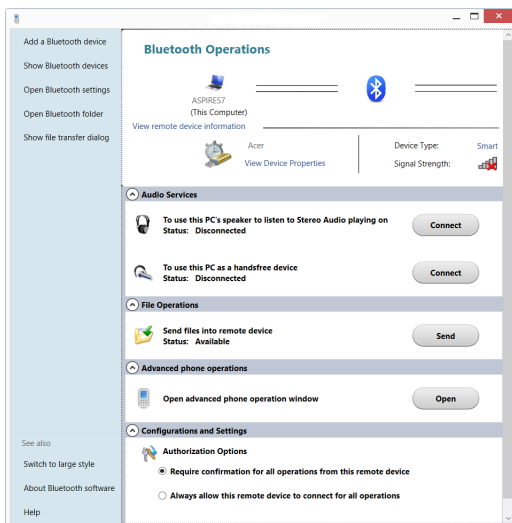 Add a Bluetooth device
Show Bluetooth devices
Open Bluetooth settings
Open Bluetooth folder
Show file transfer dialog
Bluetooth Operations
ASPIRES7
(This Computer)
View remote device information
Acer
View Device Properties
Device Type: Smart
Signal Strength:
Audio Services
To use this PC's speaker to listen to Stereo Audio playing on
Status: Disconnected
Connect
To use this PC as a handsfree device
Status: Disconnected
Connect
File Operations
Send files into remote device
Status: Available
Send
Advanced phone operations
Open advanced phone operation window
Open
Configurations and Settings
Authorization Options
Require confirmation for all operations from this remote device
Always allow this remote device to connect for all operations
See also
Switch to large style
About Bluetooth software
Help